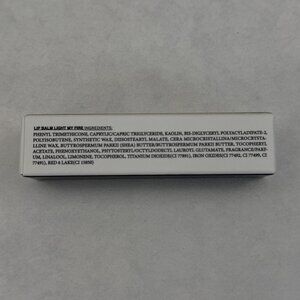 LIP BALM LIGHT MY FIRE INGREDIENTS:
PHENYL TRIMETHICONE, CAPRYLIC/CAPRIC TRIGLYCERIDE, KAOLIN, BIS-DIGLYCERYL POLYACYLADIPATE-2,
POLYISOBUTENE, SYNTHETIC WAX, DIISOSTEARYL MALATE, CERA MICROCRISTALLINA/MICROCRYSTA-
LLINE WAX, BUTYROSPERMUM PARKII (SHEA) BUTTER/BUTYROSPERMUM PARKII BUTTER, TOCOPHERYL
ACETATE, PHENOXYETHANOL, PHYTOSTERYL/OCTYLDODECYL LAUROYL GLUTAMATE, FRAGRANCE/PARF-
UM, LINALOOL, LIMONENE, TOCOPHEROL, TITANIUM DIOXIDE(CI 77891), IRON OXIDES(CI 77492, CI 77499, CI
77491), RED 6 LAKE(CI 15850)